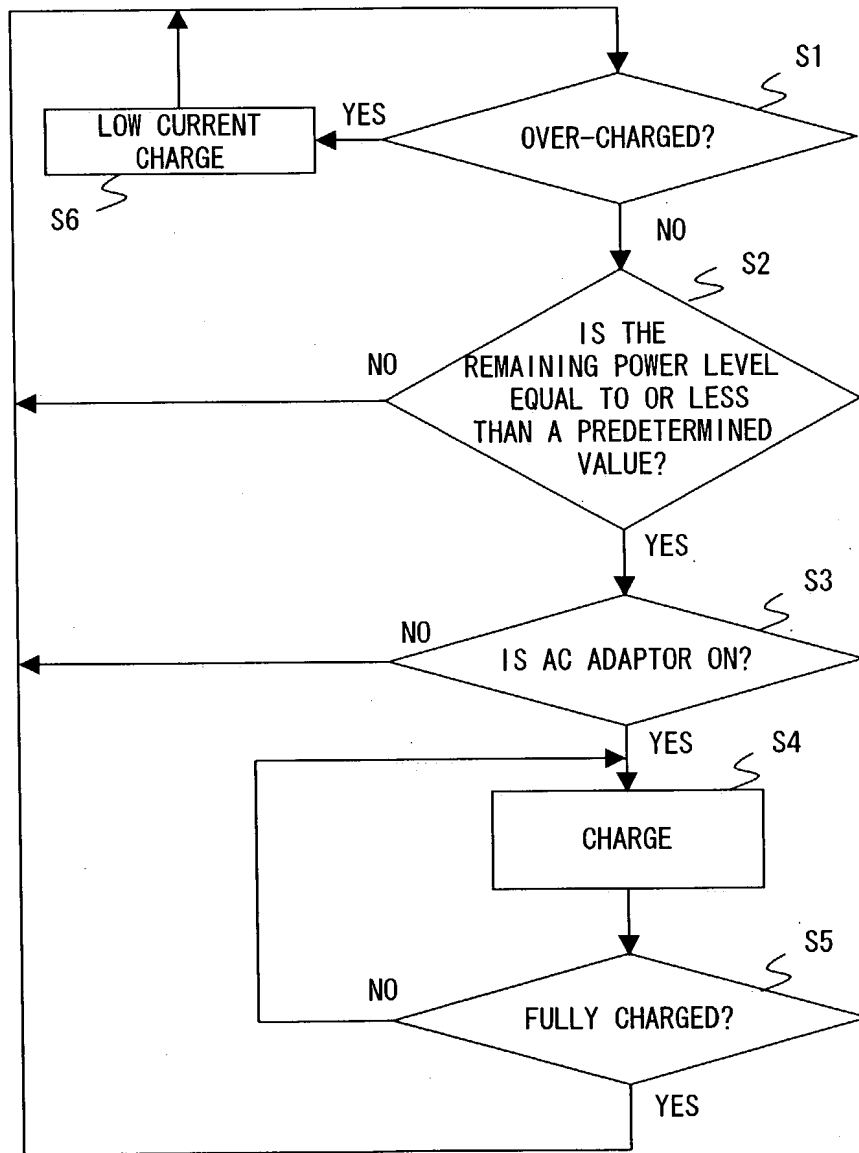 S1
YES
LOW CURRENT
CHARGE
OVER-CHARGED?
S6
NO
S2
IS THE
REMAINING POWER LEVEL
EQUAL TO OR LESS
THAN A PREDETERMINED
VALUE?
NO
YES
S3
NO
IS AC ADAPTOR ON?
YES
S4
CHARGE
S5
NO
FULLY CHARGED?
YES